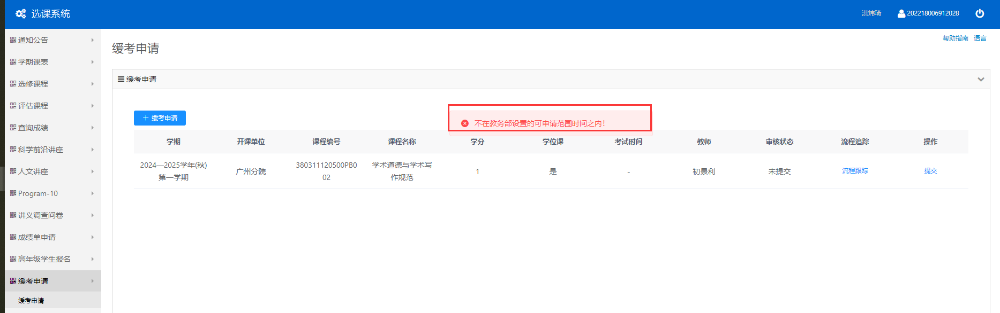 选课系统
洪炜琦
202218006912028
帮助指南 语言
通知公告
学期课表
选修课程
评估课程
查询成绩
科学前沿讲座
人文讲座
Program-10
讲义调查问卷
成绩单申请
高年级学生报名
缓考申请
缓考申请
缓考申请
缓考申请
+ 缓考申请
不在教务部设置的可申请范围时间之内!
学期 开课单位 课程编号 课程名称 学分 学位课 考试时间 教师 审核状态 流程追踪 操作
2024—2025学年(秋)
第一学期
广州分院
380311120500PB0
02
学术道德与学术写
作规范
1
是
-
初景利
未提交
流程跟踪
提交